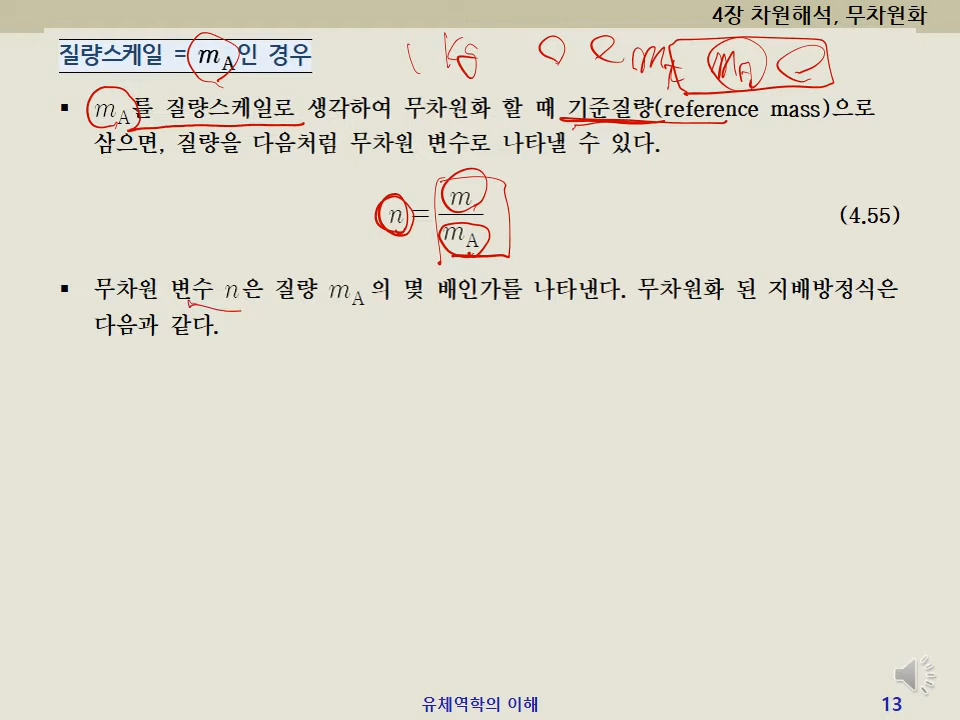 4장 차원해석, 무차원화
질량스케일 = m_A인 경우
1 kg
m_A
▪ m_A를 질량스케일로 생각하여 무차원화 할 때 기준질량(reference mass)으로
삼으면, 질량을 다음처럼 무차원 변수로 나타낼 수 있다.
n = m / m_A (4.55)
▪ 무차원 변수 n은 질량 m_A의 몇 배인가를 나타낸다. 무차원화 된 지배방정식은
다음과 같다.
유체역학의 이해 13